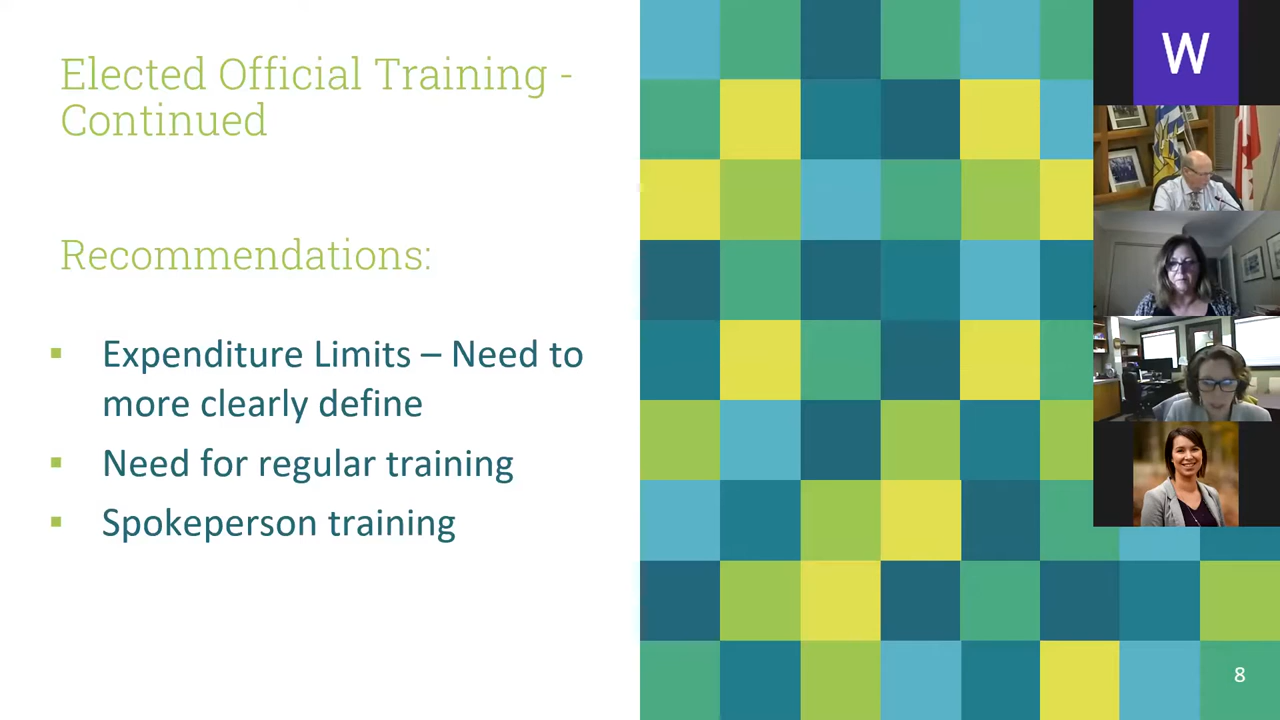 Elected Official Training -
Continued
Recommendations:
Expenditure Limits – Need to
more clearly define
Need for regular training
Spokeperson training
W
8